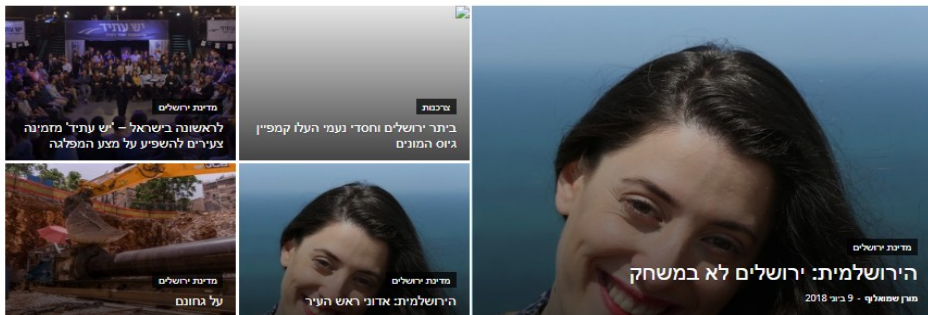 מדינת ירושלים
הירושלמית: ירושלים לא במשחק
מורן שמואלוף - 9 ביוני 2018
צרכנות
ביתר ירושלים וחסדי נעמי העלו קמפיין
גיוס המונים
יש עתיד
מדינת ירושלים
לראשונה בישראל – 'יש עתיד' מזמינה
צעירים להשפיע על מצע המפלגה
מדינת ירושלים
הירושלמית: אדוני ראש העיר
מדינת ירושלים
על גחונם